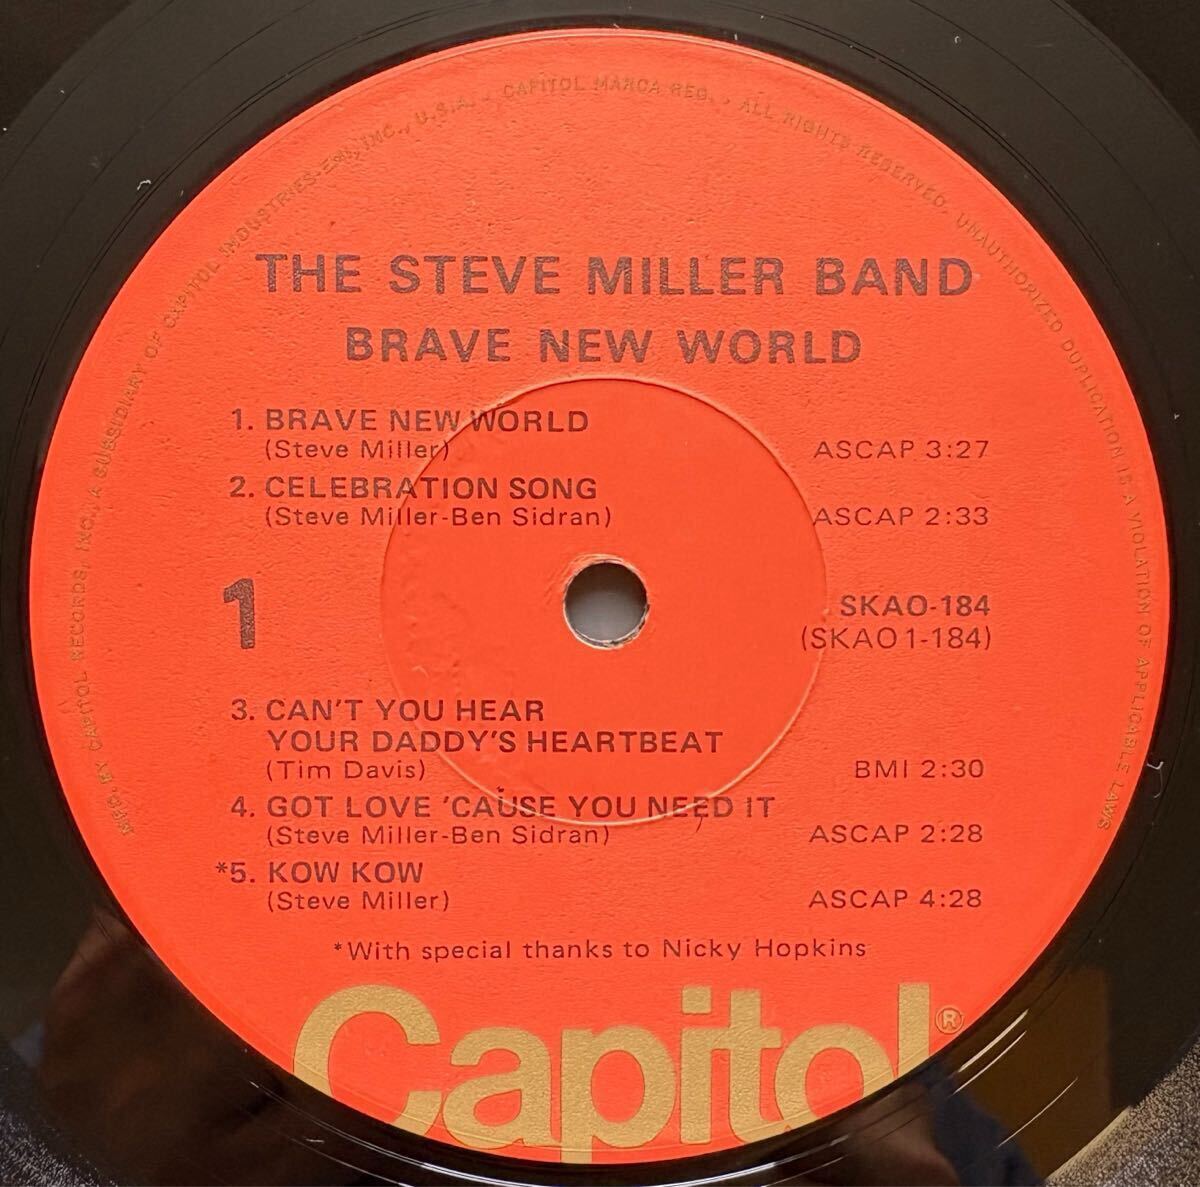 MFD. BY CAPITOL RECORDS, INC., A SUBSIDIARY OF CAPITOL INDUSTRIES-EMI, INC., U.S.A. . CAPITOL MARCA REG. . ALL RIGHTS RESERVED. UNAUTHORIZED DUPLICATION IS A VIOLATION OF APPLICABLE LAWS
THE STEVE MILLER BAND
BRAVE NEW WORLD
1. BRAVE NEW WORLD
(Steve Miller) ASCAP 3:27
2. CELEBRATION SONG
(Steve Miller-Ben Sidran) ASCAP 2:33
1
SKAO-184
(SKAO1-184)
3. CAN'T YOU HEAR
YOUR DADDY'S HEARTBEAT
(Tim Davis) BMI 2:30
4. GOT LOVE 'CAUSE YOU NEED IT
(Steve Miller-Ben Sidran) ASCAP 2:28
*5. KOW KOW
(Steve Miller) ASCAP 4:28
*With special thanks to Nicky Hopkins
Capitol®